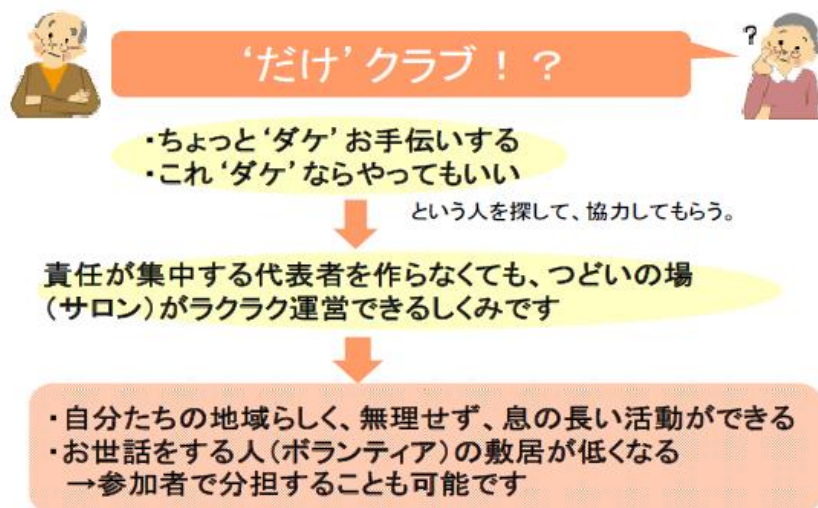 ‘だけ’クラブ！？
?
・ちょっと‘ダケ’お手伝いする
・これ‘ダケ’ならやってもいい
という人を探して、協力してもらう。
責任が集中する代表者を作らなくても、つどいの場
（サロン）がラクラク運営できるしくみです
・自分たちの地域らしく、無理せず、息の長い活動ができる
・お世話をする人（ボランティア）の敷居が低くなる
→参加者で分担することも可能です